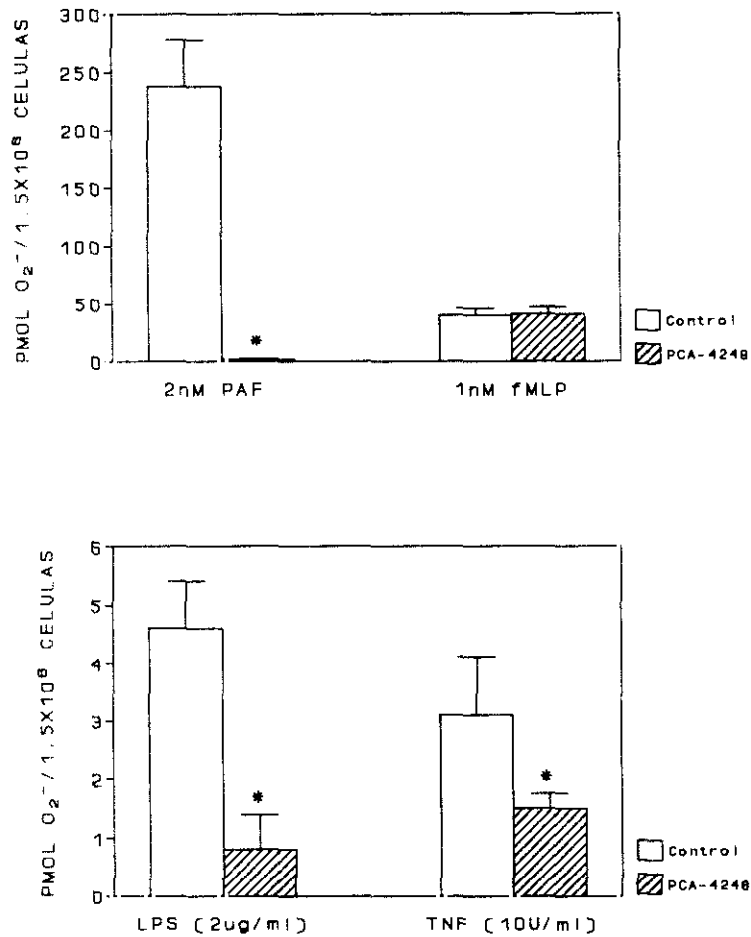 PMOL O₂⁻/1.5X10⁶ CELULAS
300
250
200
150
100
50
0
*
2nM PAF
1nM fMLP
Control
PCA-4248
PMOL O₂⁻/1.5X10⁶ CELULAS
6
5
4
3
2
1
0
*
*
LPS (2ug/ml)
TNF (10U/ml)
Control
PCA-4248